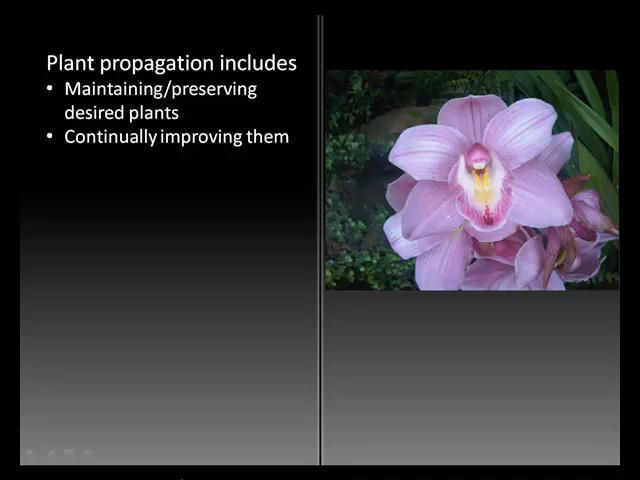 Plant propagation includes
• Maintaining/preserving
desired plants
• Continually improving them